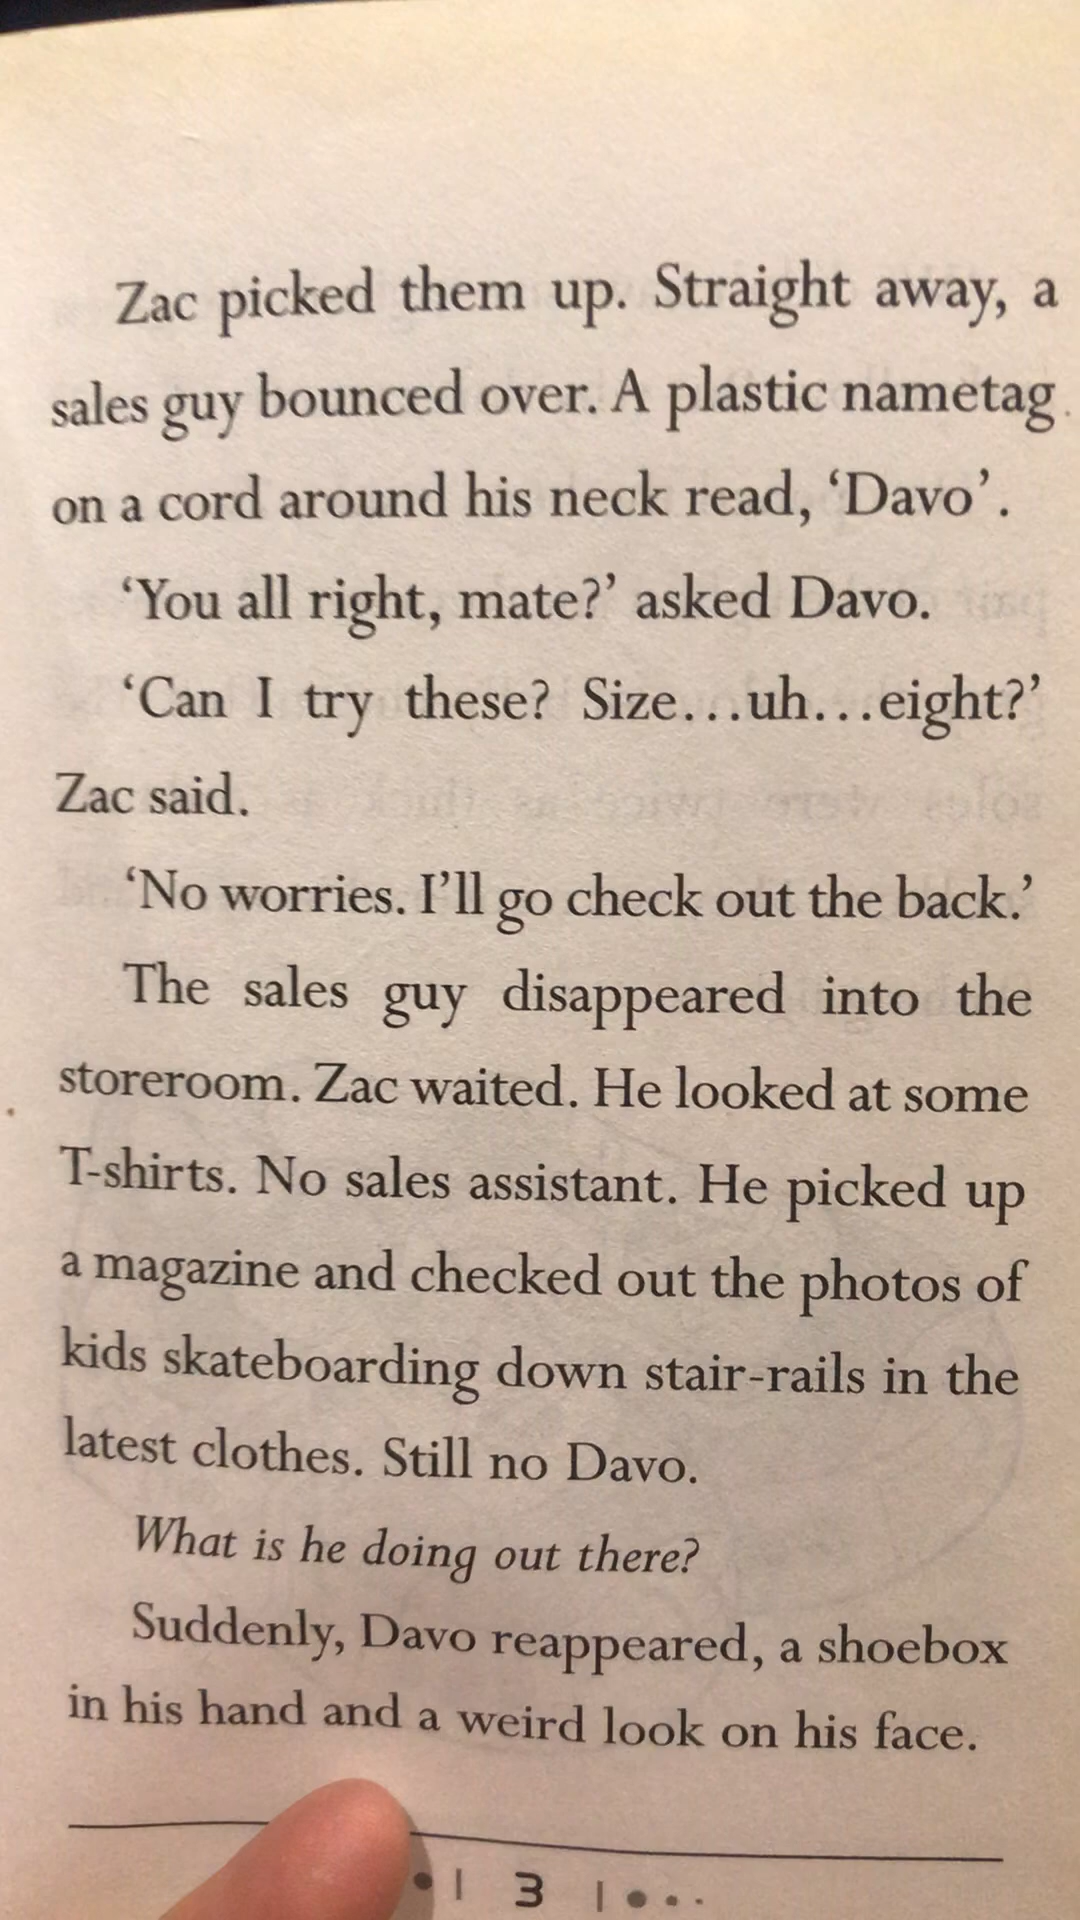 Zac picked them up. Straight away, a
sales guy bounced over. A plastic nametag
on a cord around his neck read, ‘Davo’.
‘You all right, mate?’ asked Davo.
‘Can I try these? Size...uh...eight?’
Zac said.
‘No worries. I’ll go check out the back.’
The sales guy disappeared into the
storeroom. Zac waited. He looked at some
T-shirts. No sales assistant. He picked up
a magazine and checked out the photos of
kids skateboarding down stair-rails in the
latest clothes. Still no Davo.
What is he doing out there?
Suddenly, Davo reappeared, a shoebox
in his hand and a weird look on his face.
3